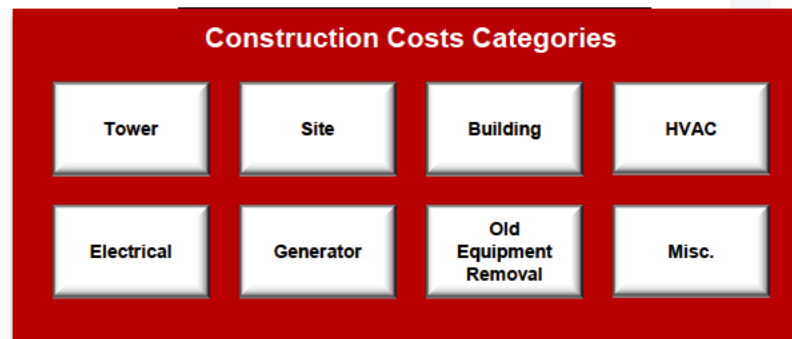 Construction Costs Categories
Tower
Site
Building
HVAC
Electrical
Generator
Old
Equipment
Removal
Misc.